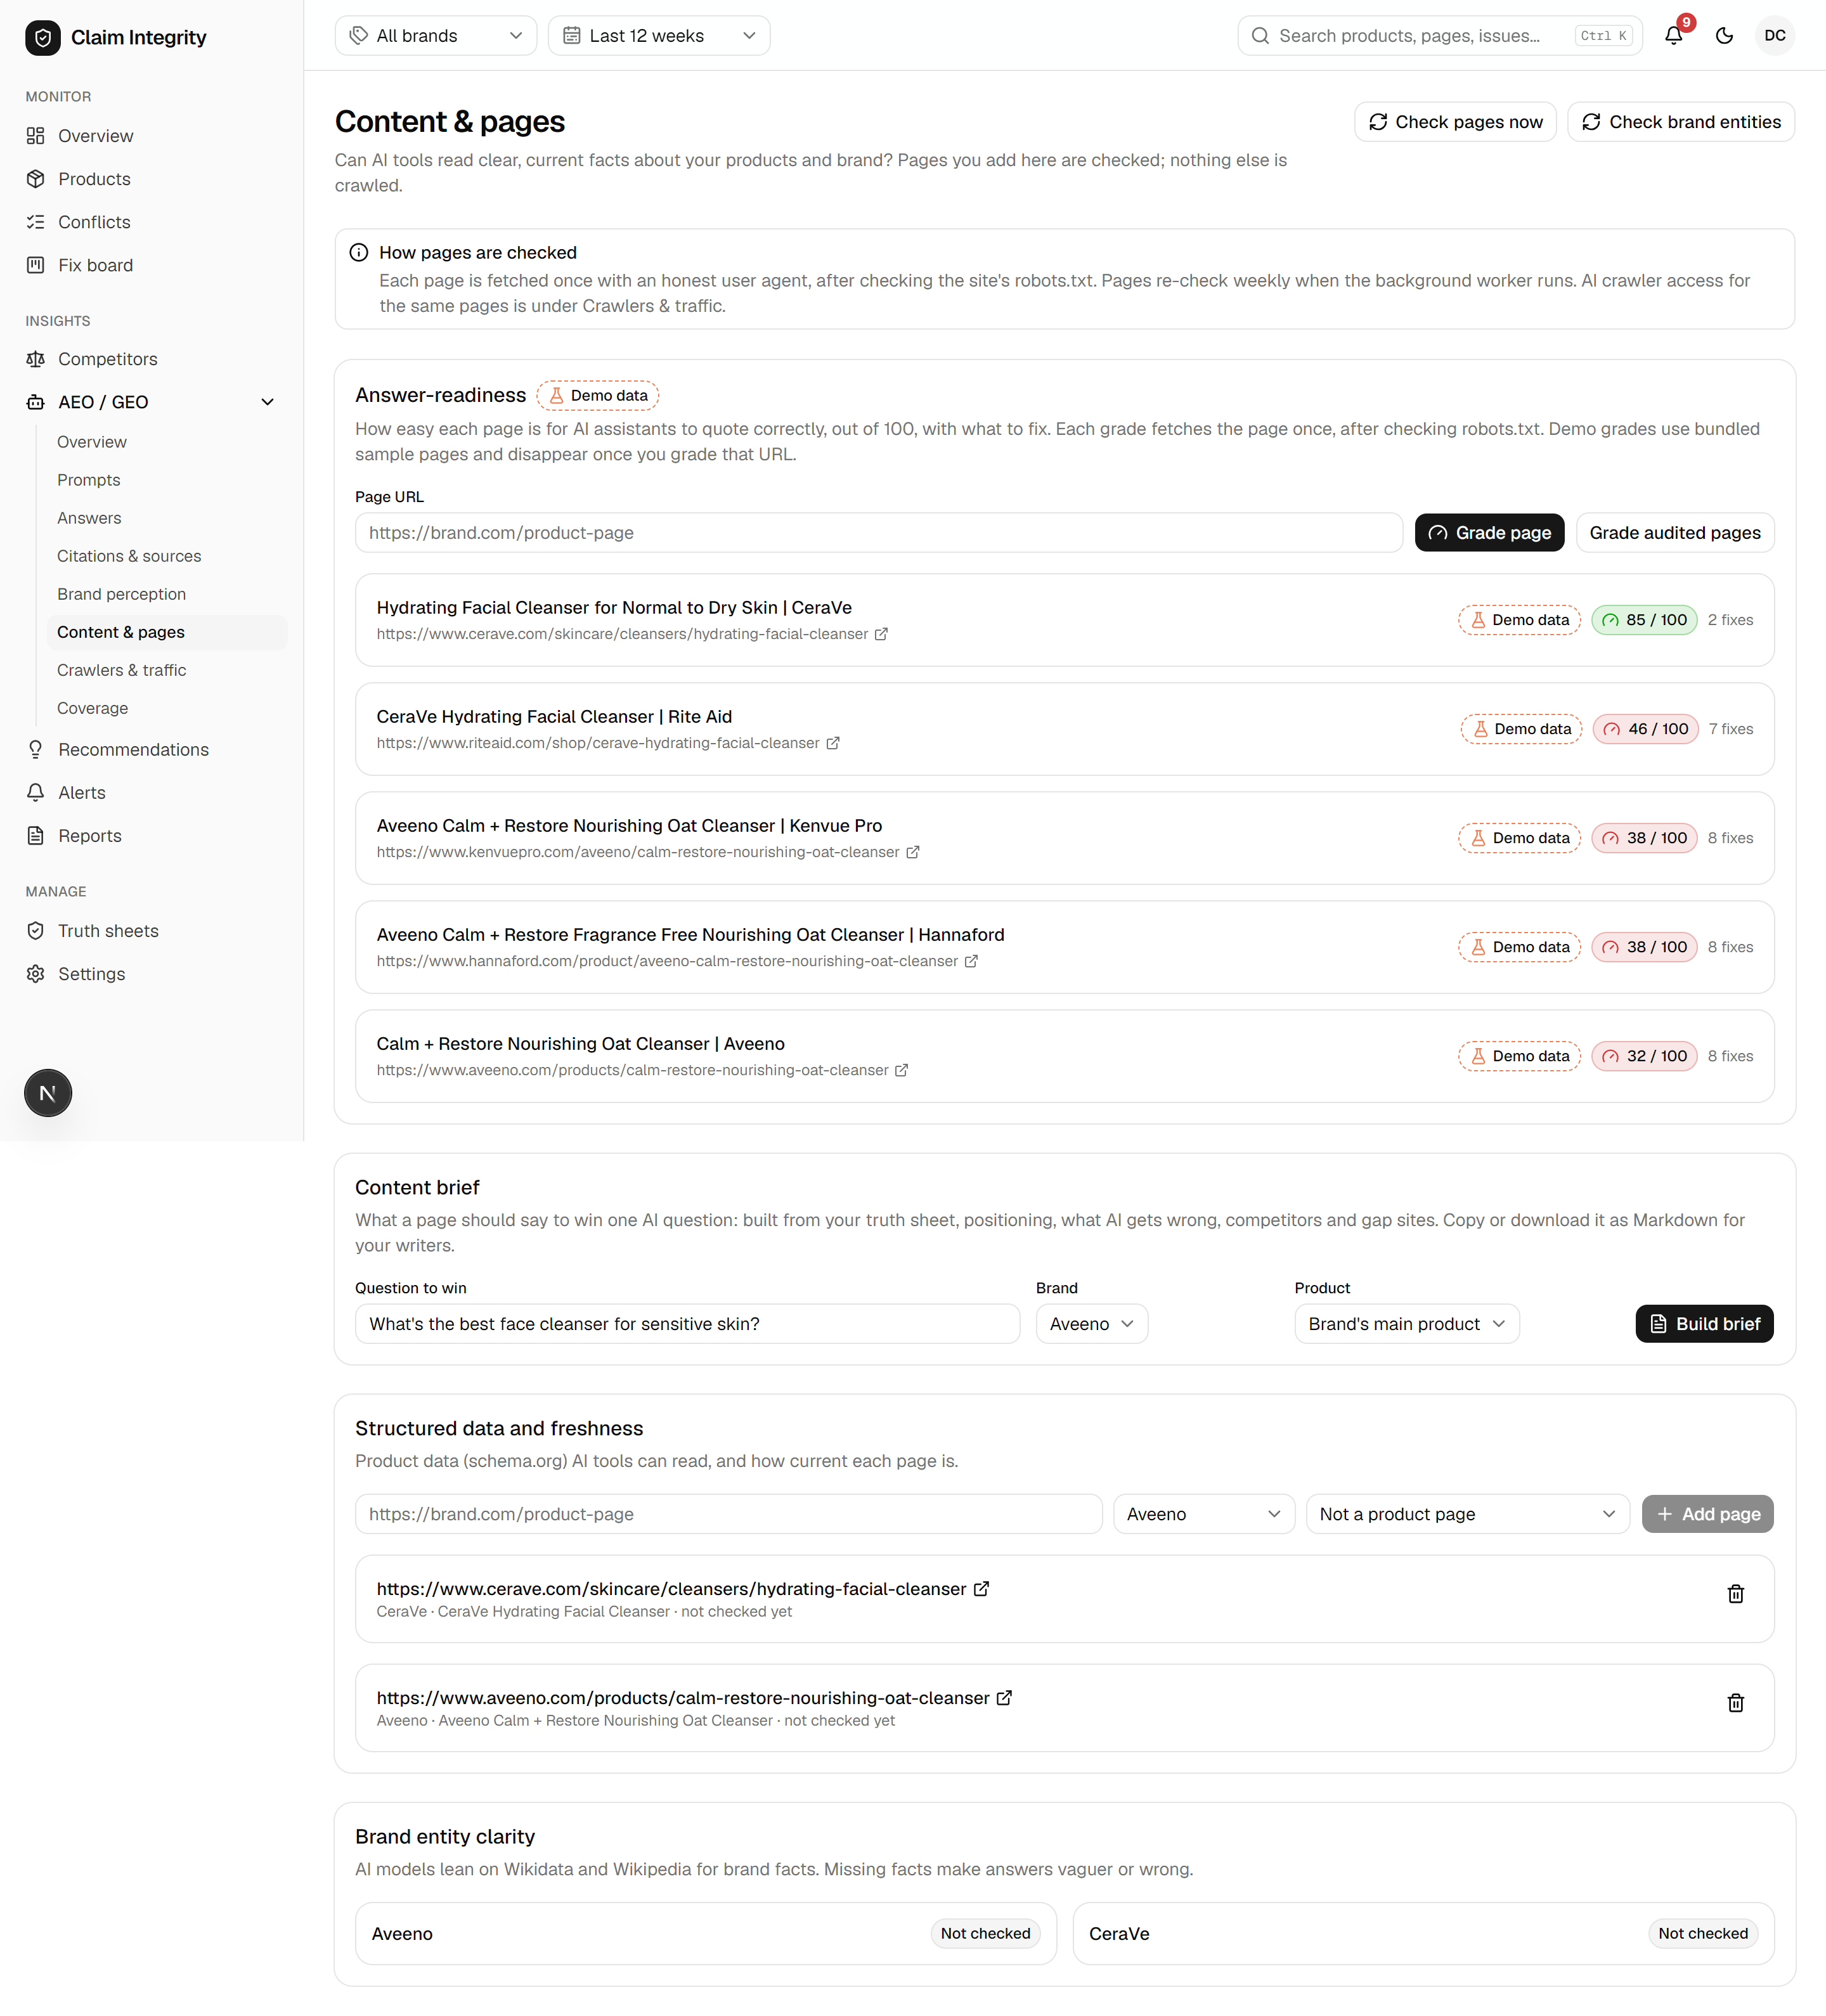 Claim Integrity
All brands
Last 12 weeks
Search products, pages, issues...
Ctrl K
9
DC
MONITOR
Overview
Products
Conflicts
Fix board
INSIGHTS
Competitors
AEO / GEO
Overview
Prompts
Answers
Citations & sources
Brand perception
Content & pages
Crawlers & traffic
Coverage
Recommendations
Alerts
Reports
MANAGE
Truth sheets
Settings
N
Content & pages
Can AI tools read clear, current facts about your products and brand? Pages you add here are checked; nothing else is
crawled.
Check pages now
Check brand entities
How pages are checked
Each page is fetched once with an honest user agent, after checking the site's robots.txt. Pages re-check weekly when the background worker runs. AI crawler access for
the same pages is under Crawlers & traffic.
Answer-readiness
Demo data
How easy each page is for AI assistants to quote correctly, out of 100, with what to fix. Each grade fetches the page once, after checking robots.txt. Demo grades use bundled
sample pages and disappear once you grade that URL.
Page URL
https://brand.com/product-page
Grade page
Grade audited pages
Hydrating Facial Cleanser for Normal to Dry Skin | CeraVe
https://www.cerave.com/skincare/cleansers/hydrating-facial-cleanser
Demo data
85 / 100
2 fixes
CeraVe Hydrating Facial Cleanser | Rite Aid
https://www.riteaid.com/shop/cerave-hydrating-facial-cleanser
Demo data
46 / 100
7 fixes
Aveeno Calm + Restore Nourishing Oat Cleanser | Kenvue Pro
https://www.kenvuepro.com/aveeno/calm-restore-nourishing-oat-cleanser
Demo data
38 / 100
8 fixes
Aveeno Calm + Restore Fragrance Free Nourishing Oat Cleanser | Hannaford
https://www.hannaford.com/product/aveeno-calm-restore-nourishing-oat-cleanser
Demo data
38 / 100
8 fixes
Calm + Restore Nourishing Oat Cleanser | Aveeno
https://www.aveeno.com/products/calm-restore-nourishing-oat-cleanser
Demo data
32 / 100
8 fixes
Content brief
What a page should say to win one AI question: built from your truth sheet, positioning, what AI gets wrong, competitors and gap sites. Copy or download it as Markdown for
your writers.
Question to win
Brand
Product
What's the best face cleanser for sensitive skin?
Aveeno
Brand's main product
Build brief
Structured data and freshness
Product data (schema.org) AI tools can read, and how current each page is.
https://brand.com/product-page
Aveeno
Not a product page
Add page
https://www.cerave.com/skincare/cleansers/hydrating-facial-cleanser
CeraVe · CeraVe Hydrating Facial Cleanser · not checked yet
https://www.aveeno.com/products/calm-restore-nourishing-oat-cleanser
Aveeno · Aveeno Calm + Restore Nourishing Oat Cleanser · not checked yet
Brand entity clarity
AI models lean on Wikidata and Wikipedia for brand facts. Missing facts make answers vaguer or wrong.
Aveeno
Not checked
CeraVe
Not checked